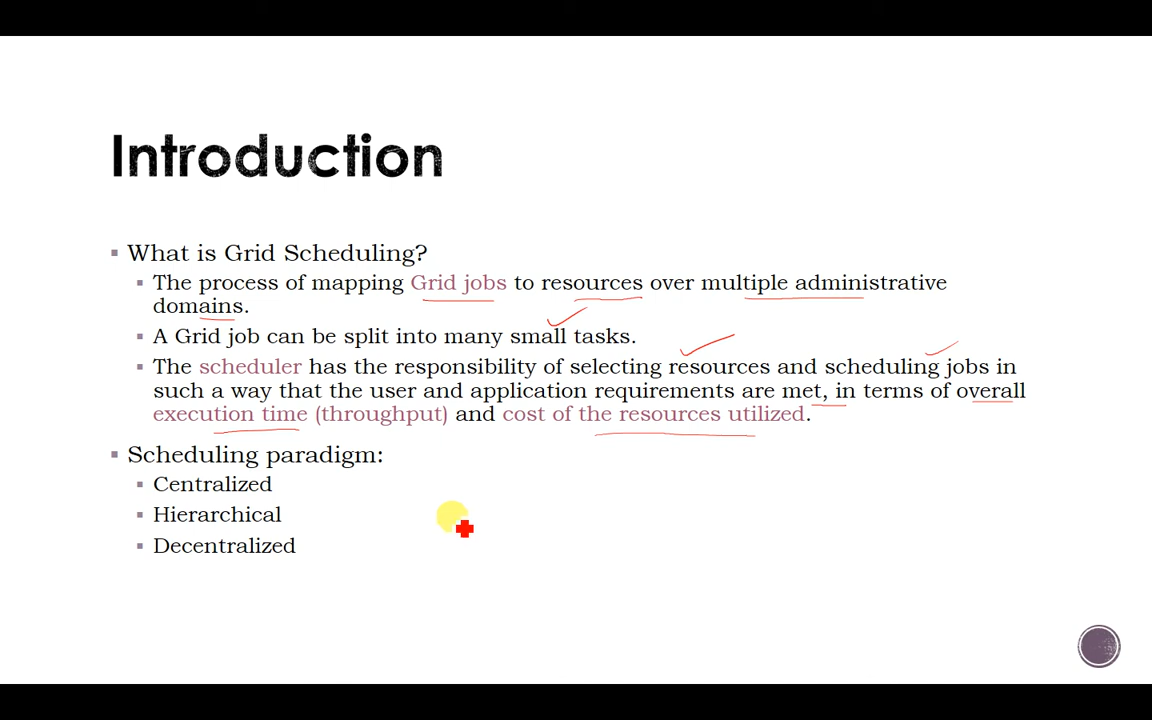 Introduction
▪ What is Grid Scheduling?
▪ The process of mapping Grid jobs to resources over multiple administrative
domains.
▪ A Grid job can be split into many small tasks.
▪ The scheduler has the responsibility of selecting resources and scheduling jobs in
such a way that the user and application requirements are met, in terms of overall
execution time (throughput) and cost of the resources utilized.
▪ Scheduling paradigm:
▪ Centralized
▪ Hierarchical
▪ Decentralized